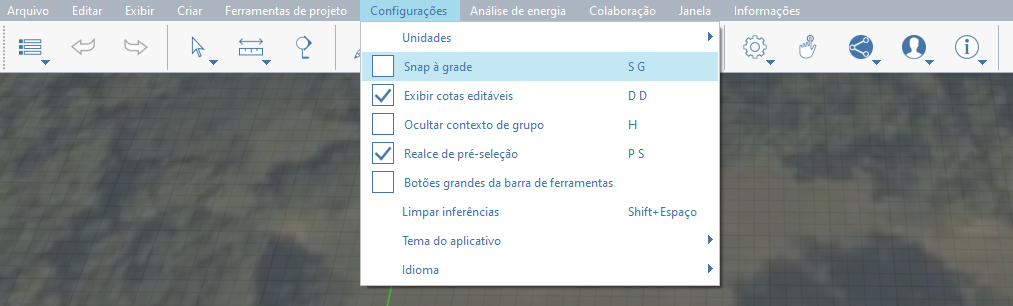 Arquivo Editar Exibir Criar Ferramentas de projeto Configurações Análise de energia Colaboração Janela Informações
Unidades
Snap à grade S G
Exibir cotas editáveis D D
Ocultar contexto de grupo H
Realce de pré-seleção P S
Botões grandes da barra de ferramentas
Limpar inferências Shift+Espaço
Tema do aplicativo
Idioma